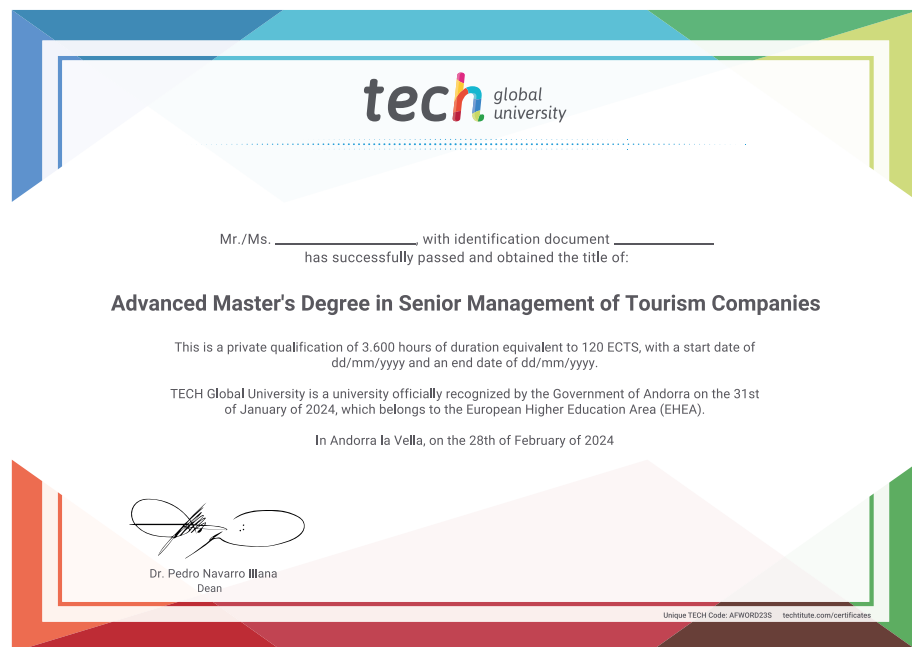 tech global university
Mr./Ms. ____________, with identification document ____________
has successfully passed and obtained the title of:
Advanced Master's Degree in Senior Management of Tourism Companies
This is a private qualification of 3.600 hours of duration equivalent to 120 ECTS, with a start date of
dd/mm/yyyy and an end date of dd/mm/yyyy.
TECH Global University is a university officially recognized by the Government of Andorra on the 31st
of January of 2024, which belongs to the European Higher Education Area (EHEA).
In Andorra la Vella, on the 28th of February of 2024
Dr. Pedro Navarro Illana
Dean
Unique TECH Code: AFWORD23S techtitute.com/certificates